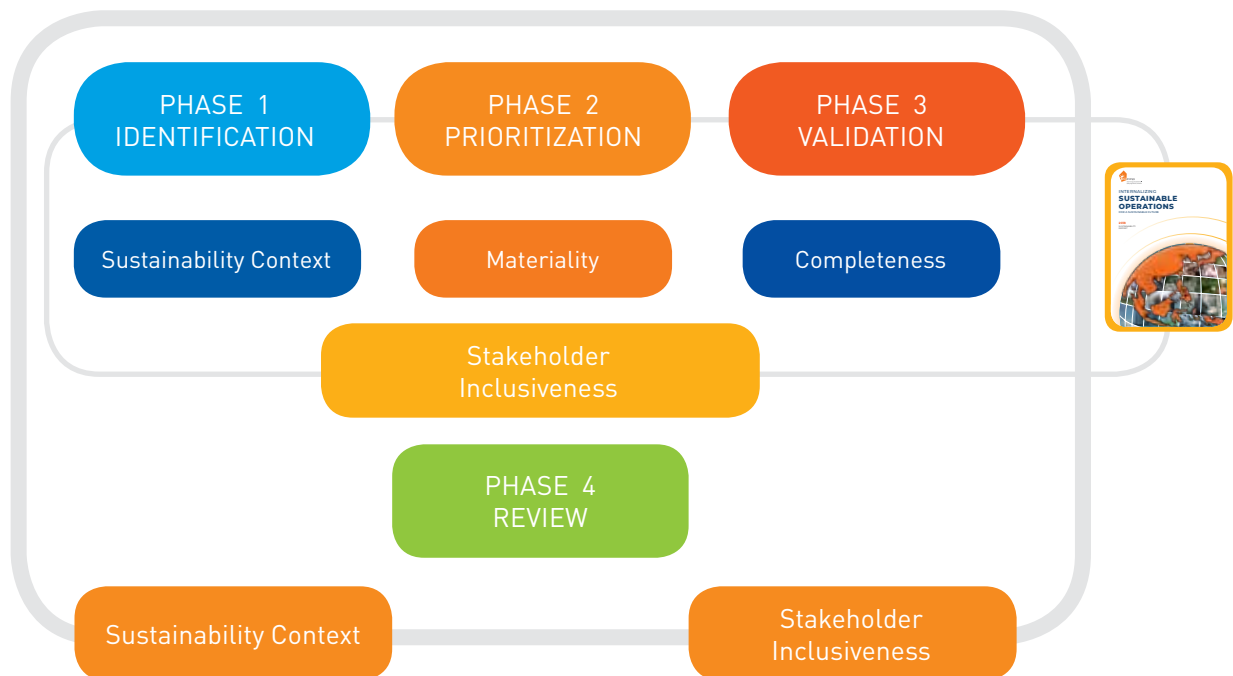 PHASE 1
IDENTIFICATION
PHASE 2
PRIORITIZATION
PHASE 3
VALIDATION
Sustainability Context
Materiality
Completeness
INTERNALIZING
SUSTAINABLE
OPERATIONS
Stakeholder
Inclusiveness
PHASE 4
REVIEW
Sustainability Context
Stakeholder
Inclusiveness